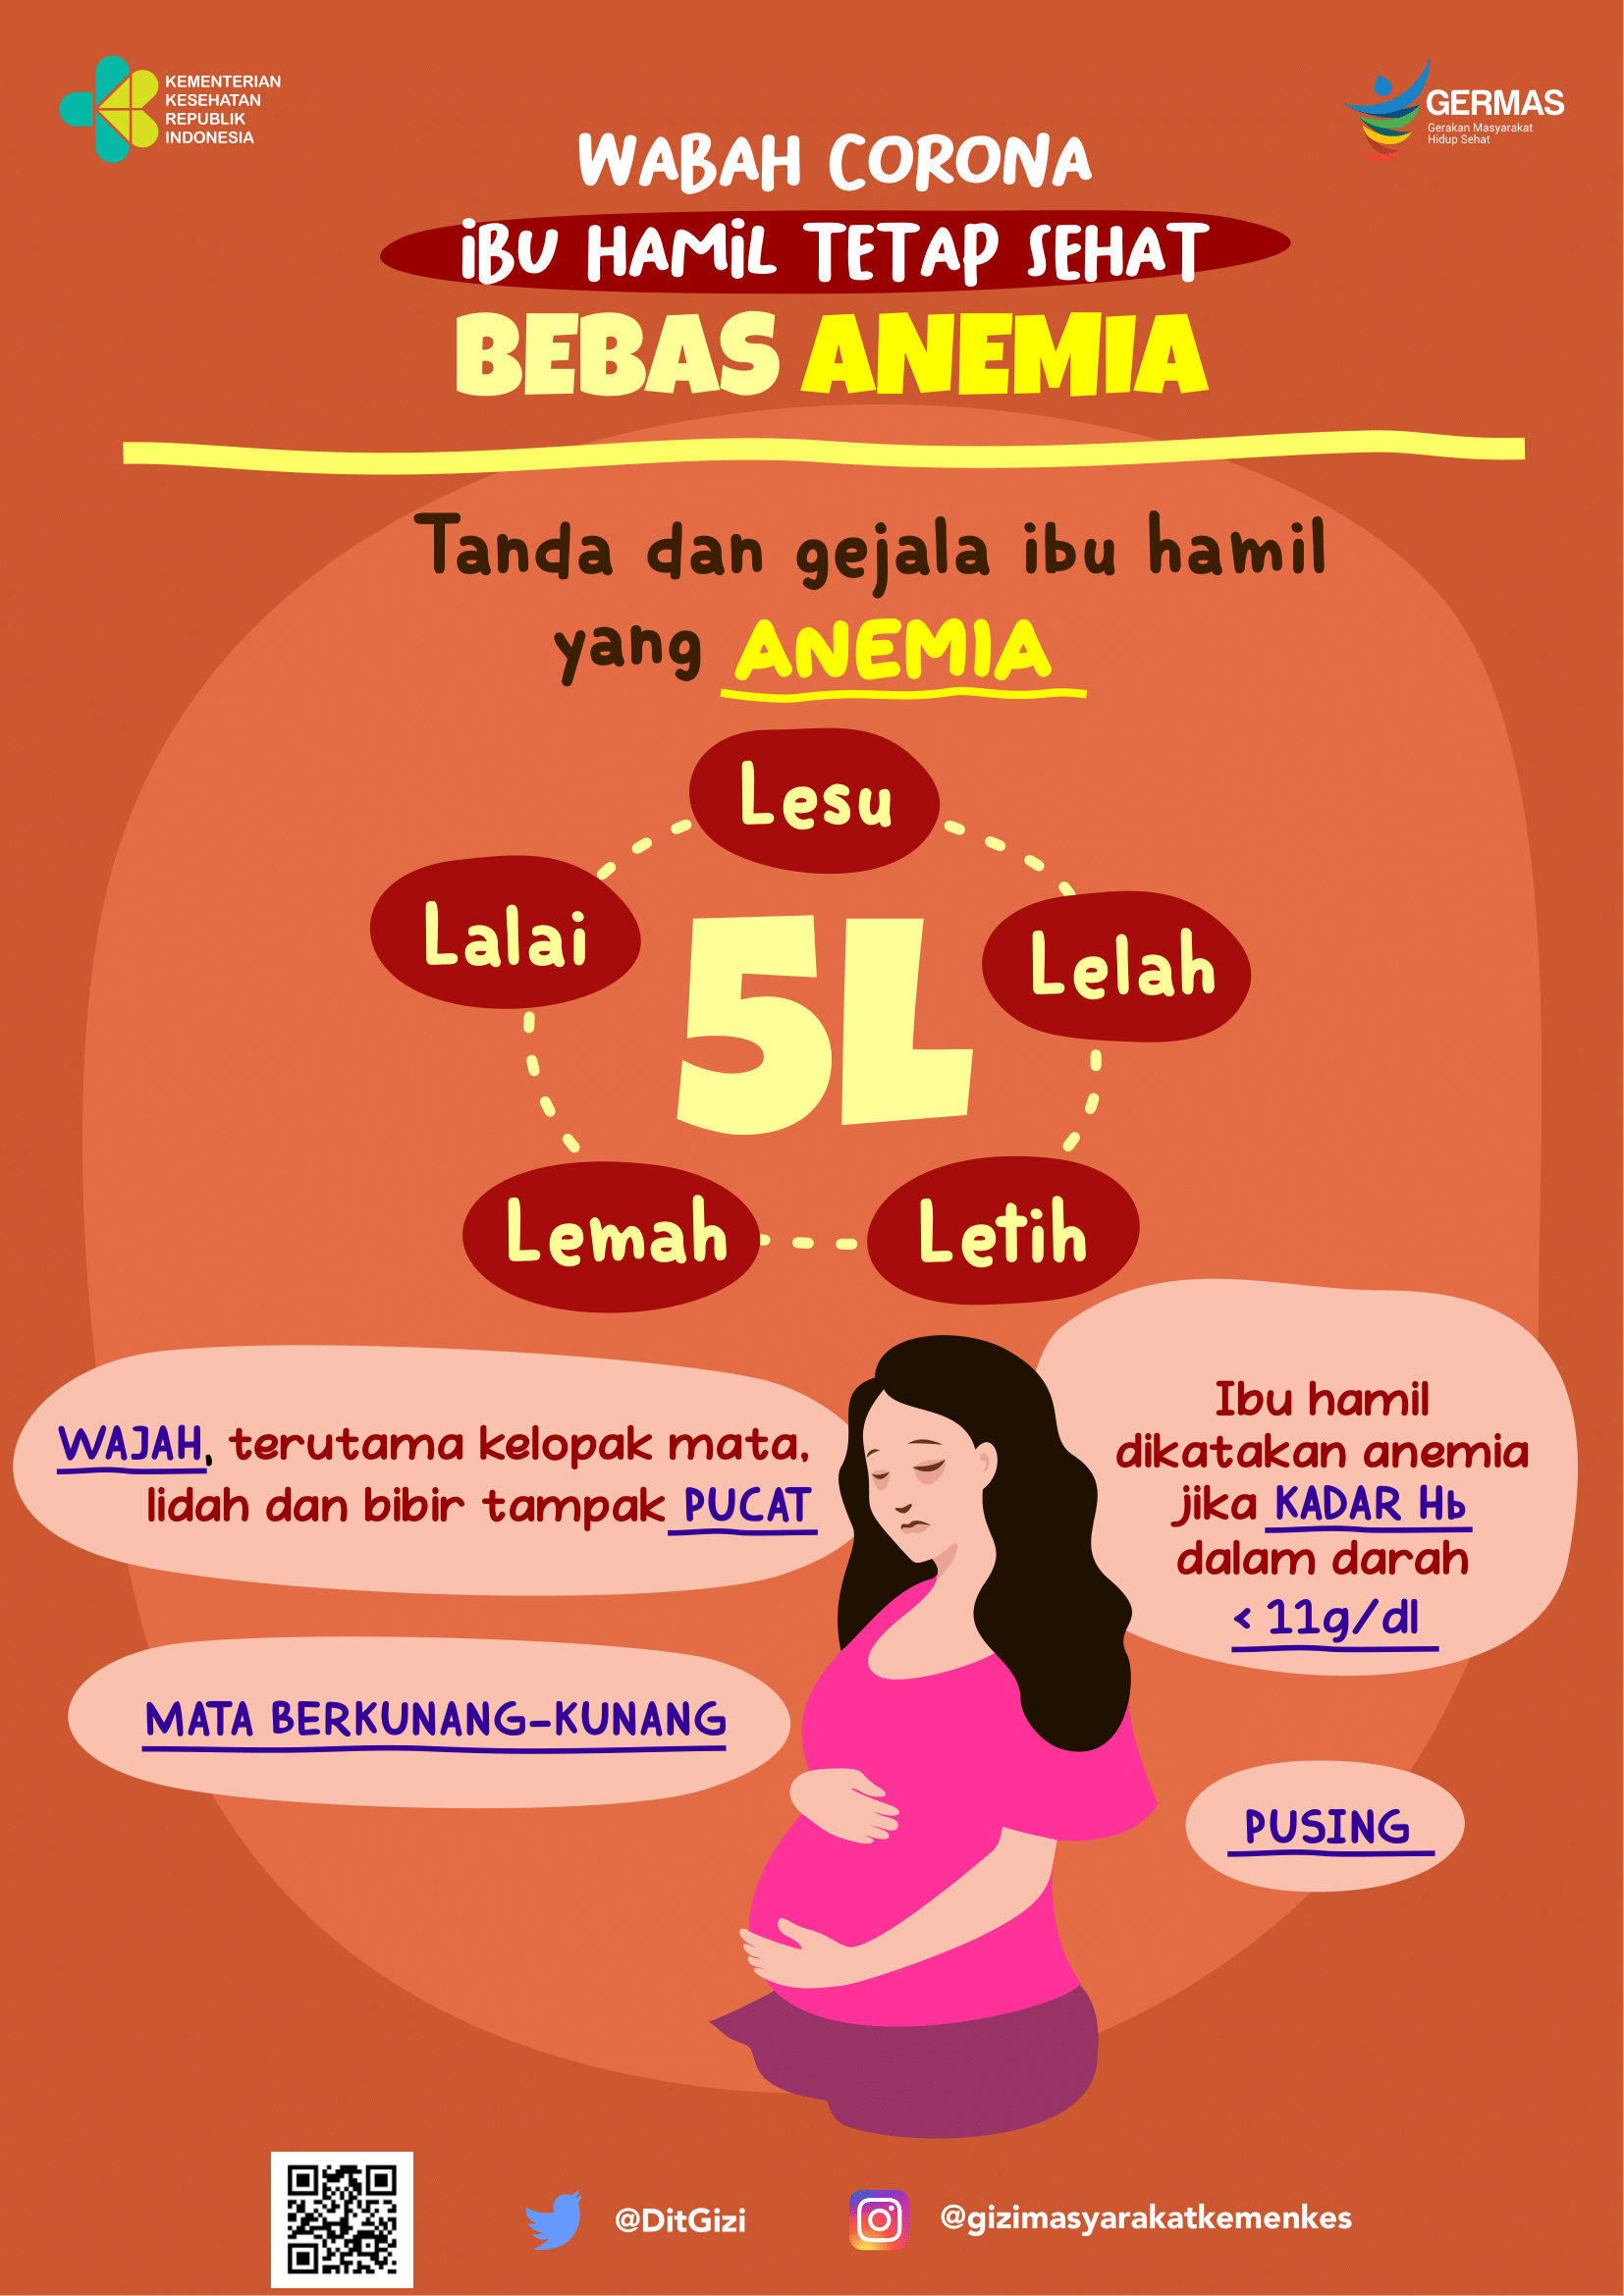 KEMENTERIAN
KESEHATAN
REPUBLIK
INDONESIA
GERMAS
Gerakan Masyarakat
Hidup Sehat
WABAH CORONA
iBU HAMiL TETAP SEHAT
BEBAS ANEMIA
Tanda dan gejala ibu hamil
yang ANEMIA
Lesu
Lalai
Lelah
5L
Lemah
Letih
WAJAH, terutama kelopak mata,
lidah dan bibir tampak PUCAT
Ibu hamil
dikatakan anemia
jika KADAR Hb
dalam darah
< 11g/dl
MATA BERKUNANG-KUNANG
PUSING
@DitGizi
@gizimasyarakatkemenkes